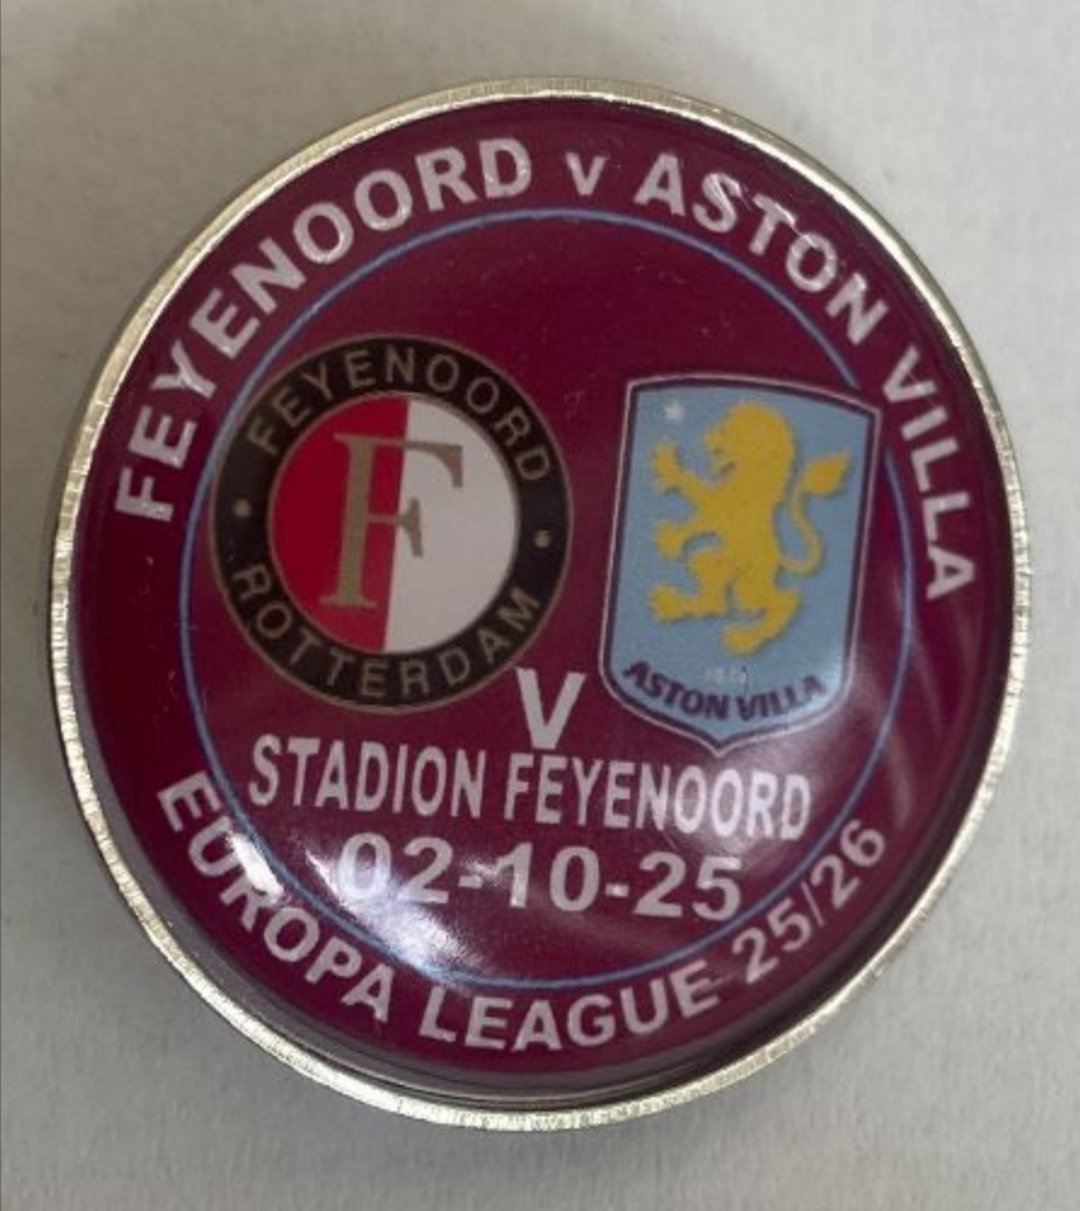 FEYENOORD v ASTON VILLA
FEYENOORD
F
ROTTERDAM
ASTON VILLA
V
STADION FEYENOORD
02-10-25
EUROPA LEAGUE 25/26